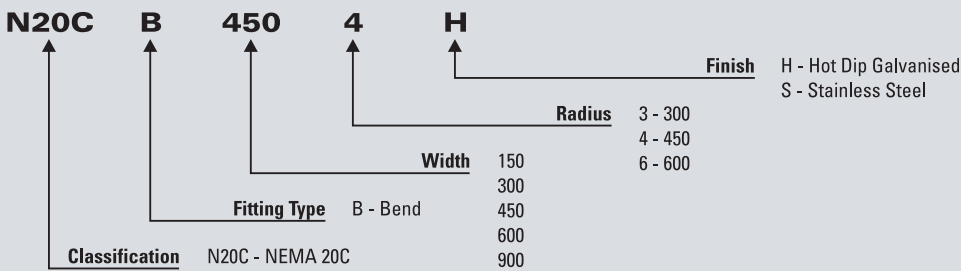 N20C B 450 4 H
Finish H - Hot Dip Galvanised
S - Stainless Steel
Radius 3 - 300
4 - 450
6 - 600
Width 150
300
450
600
900
Fitting Type B - Bend
Classification N20C - NEMA 20C